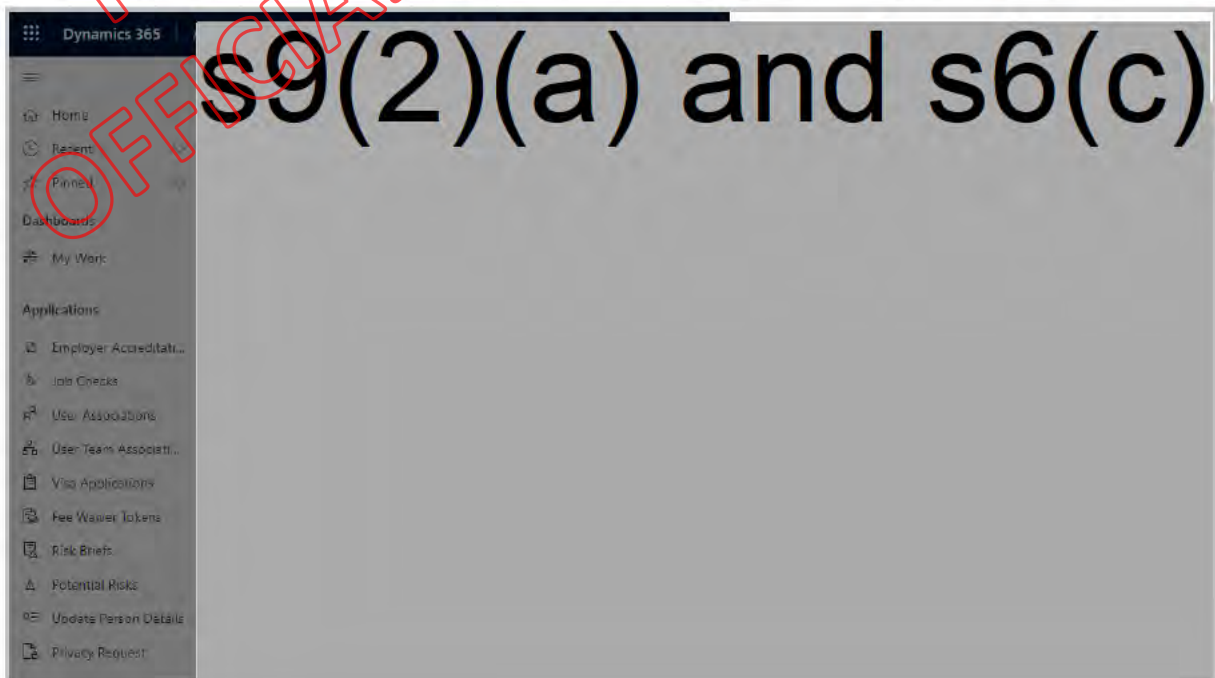 OFFICIAL
Dynamics 365
s9(2)(a) and s6(c)
Home
Recent
Pinned
Dashboards
My Work
Applications
Employer Accreditati...
Job Checks
User Associations
User Team Associati...
Visa Applications
Fee Waiver Tokens
Risk Briefs
Potential Risks
Update Person Details
Privacy Request